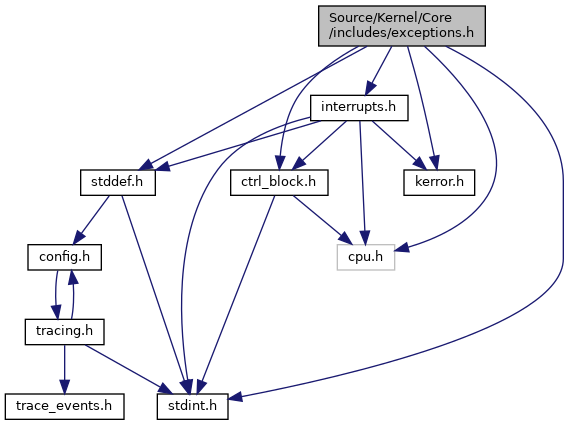 Source/Kernel/Core
/includes/exceptions.h
interrupts.h
stddef.h
ctrl_block.h
kerror.h
config.h
cpu.h
tracing.h
trace_events.h
stdint.h